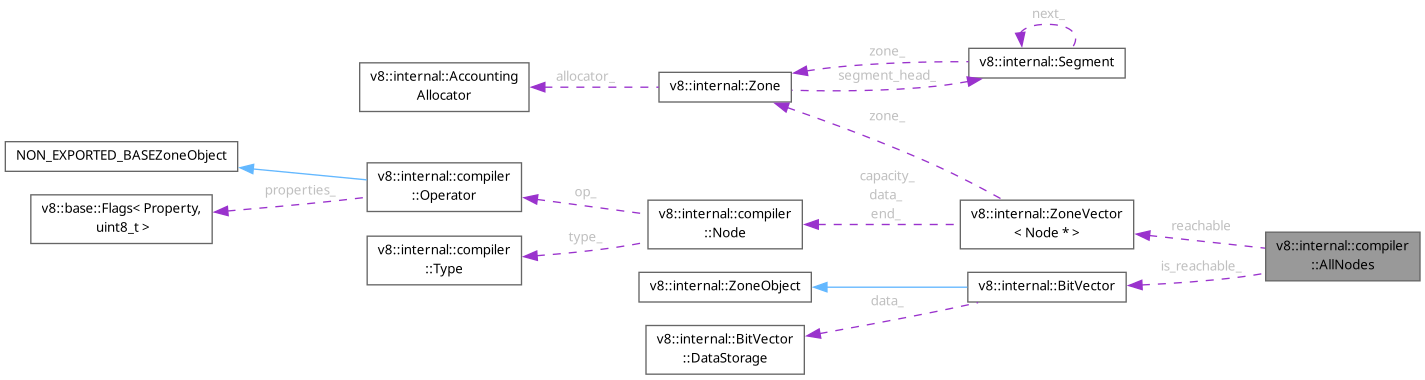 next_
v8::internal::Segment
zone_
segment_head_
v8::internal::Zone
allocator_
v8::internal::Accounting
Allocator
zone_
NON_EXPORTED_BASEZoneObject
v8::internal::compiler
::Operator
properties_
v8::base::Flags< Property,
uint8_t >
op_
type_
v8::internal::compiler
::Type
v8::internal::compiler
::Node
capacity_
data_
end_
v8::internal::ZoneVector
< Node * >
reachable
v8::internal::compiler
::AllNodes
is_reachable_
v8::internal::BitVector
v8::internal::ZoneObject
data_
v8::internal::BitVector
::DataStorage